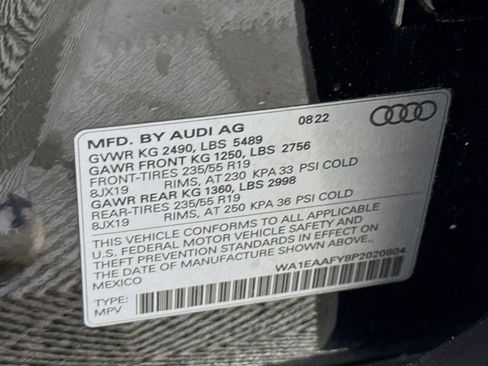 MFD. BY AUDI AG 08/22
GVWR KG 2490, LBS 5489
GAWR FRONT KG 1250, LBS 2756
FRONT-TIRES 235/55 R19
8JX19 RIMS, AT 230 KPA 33 PSI COLD
GAWR REAR KG 1360, LBS 2998
REAR-TIRES 235/55 R19
8JX19 RIMS, AT 250 KPA 36 PSI COLD
THIS VEHICLE CONFORMS TO ALL APPLICABLE
U.S. FEDERAL MOTOR VEHICLE SAFETY AND
THEFT PREVENTION STANDARDS IN EFFECT ON
THE DATE OF MANUFACTURE SHOWN ABOVE.
MEXICO WA1EAAFY8P2020604
TYPE:
MPV